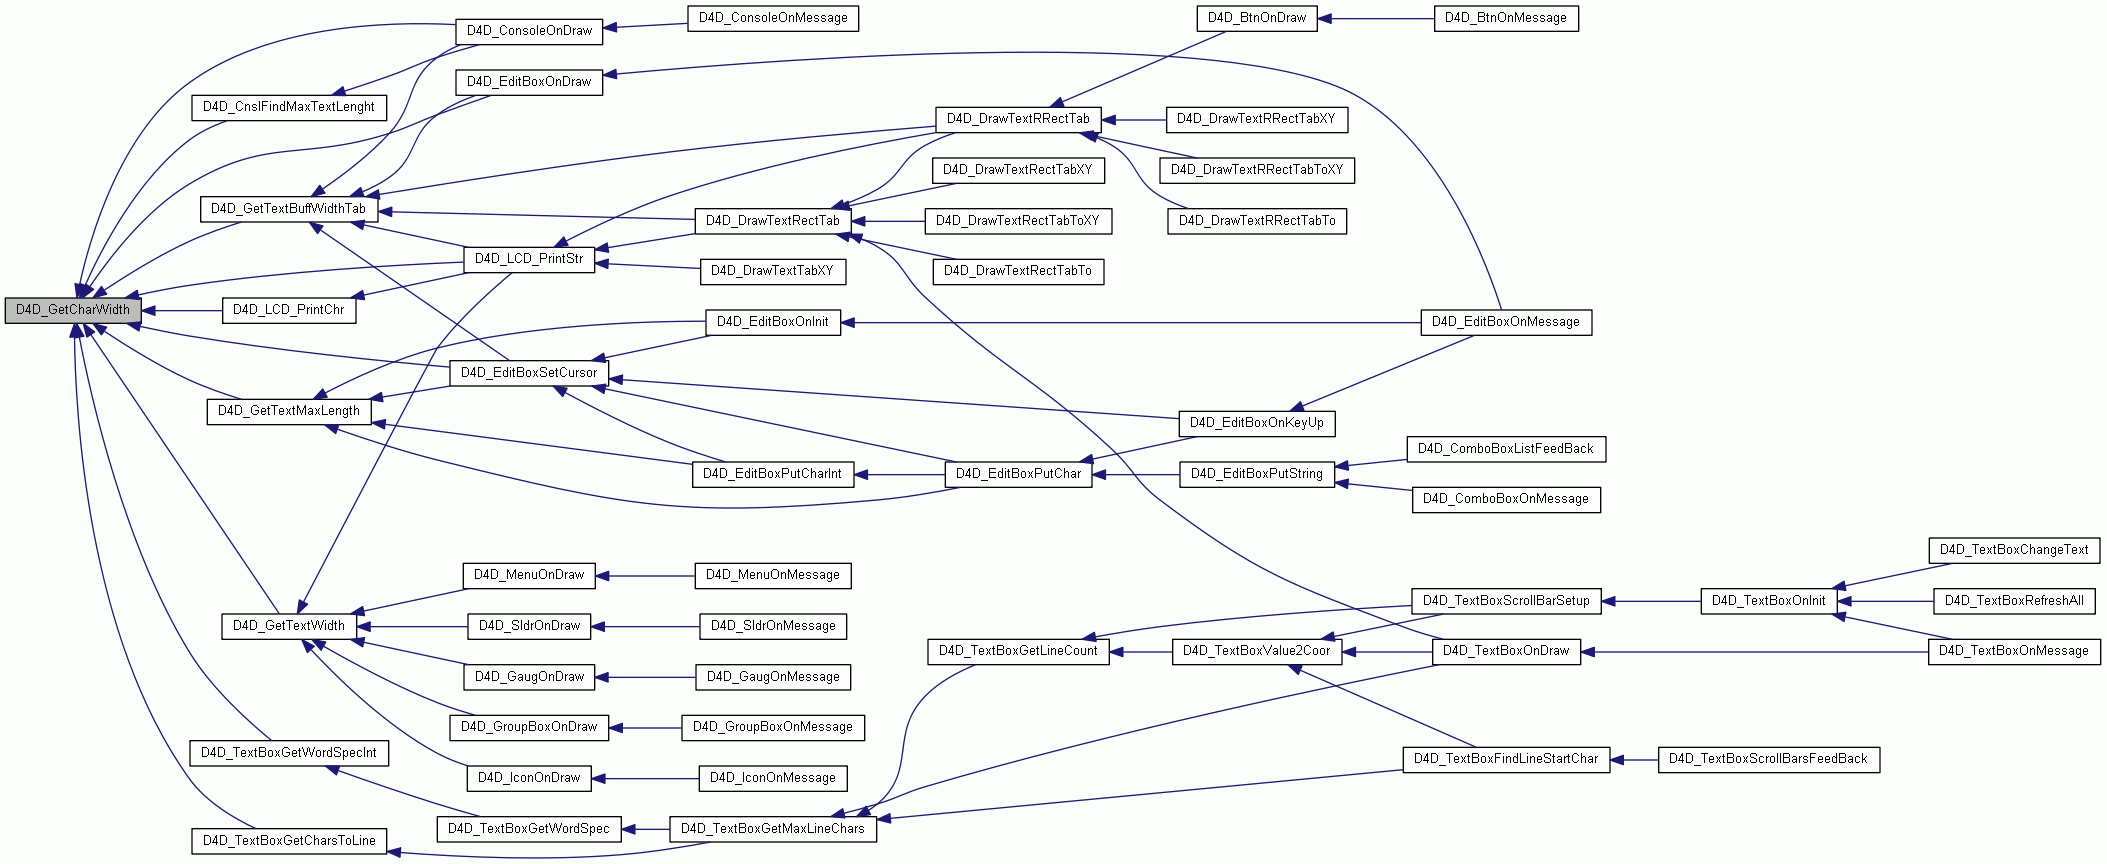 D4D_GetCharWidth
D4D_ConsoleOnDraw
D4D_ConsoleOnMessage
D4D_CnslFindMaxTextLenght
D4D_EditBoxOnDraw
D4D_GetTextBuffWidthTab
D4D_LCD_PrintStr
D4D_LCD_PrintChr
D4D_EditBoxSetCursor
D4D_GetTextMaxLength
D4D_GetTextWidth
D4D_MenuOnDraw
D4D_SldrOnDraw
D4D_GaugOnDraw
D4D_GroupBoxOnDraw
D4D_IconOnDraw
D4D_TextBoxGetWordSpecInt
D4D_TextBoxGetWordSpec
D4D_TextBoxGetCharsToLine
D4D_DrawTextRectTab
D4D_DrawTextTabXY
D4D_EditBoxOnInit
D4D_EditBoxPutCharInt
D4D_MenuOnMessage
D4D_SldrOnMessage
D4D_GaugOnMessage
D4D_GroupBoxOnMessage
D4D_IconOnMessage
D4D_TextBoxGetMaxLineChars
D4D_DrawTextRRectTab
D4D_DrawTextRectTabXY
D4D_DrawTextRectTabToXY
D4D_DrawTextRectTabTo
D4D_EditBoxPutChar
D4D_TextBoxGetLineCount
D4D_BtnOnDraw
D4D_BtnOnMessage
D4D_DrawTextRRectTabXY
D4D_DrawTextRRectTabToXY
D4D_DrawTextRRectTabTo
D4D_EditBoxOnMessage
D4D_EditBoxOnKeyUp
D4D_EditBoxPutString
D4D_ComboBoxListFeedBack
D4D_ComboBoxOnMessage
D4D_TextBoxValue2Coor
D4D_TextBoxScrollBarSetup
D4D_TextBoxOnDraw
D4D_TextBoxFindLineStartChar
D4D_TextBoxOnInit
D4D_TextBoxScrollBarsFeedBack
D4D_TextBoxChangeText
D4D_TextBoxRefreshAll
D4D_TextBoxOnMessage